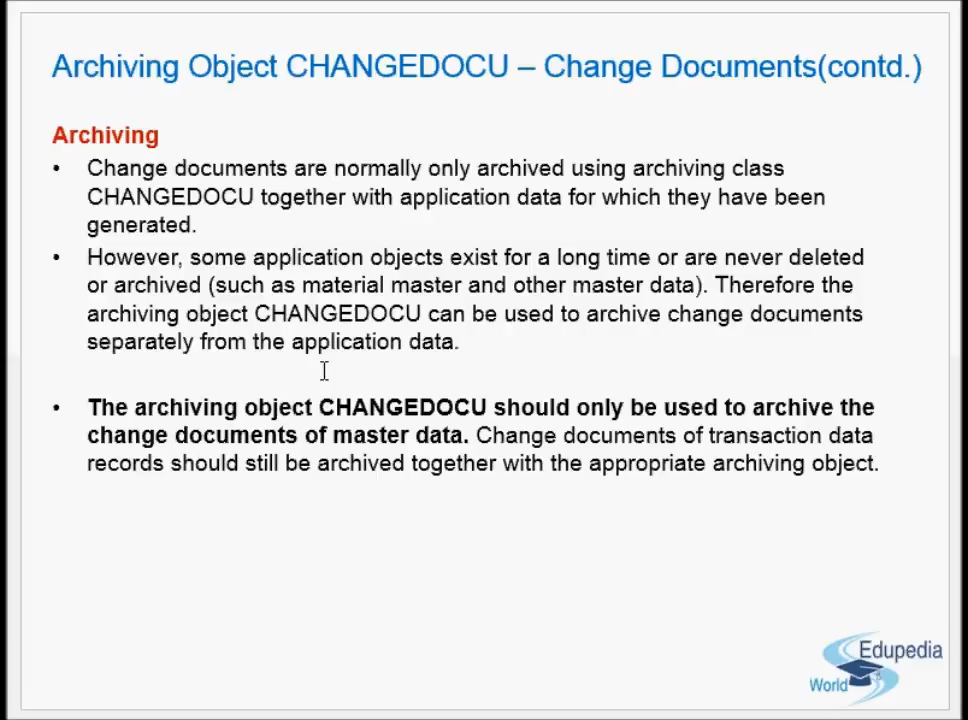 Archiving Object CHANGEDOCU – Change Documents(contd.)
Archiving
• Change documents are normally only archived using archiving class
CHANGEDOCU together with application data for which they have been
generated.
• However, some application objects exist for a long time or are never deleted
or archived (such as material master and other master data). Therefore the
archiving object CHANGEDOCU can be used to archive change documents
separately from the application data.
• The archiving object CHANGEDOCU should only be used to archive the
change documents of master data. Change documents of transaction data
records should still be archived together with the appropriate archiving object.
Edupedia
World